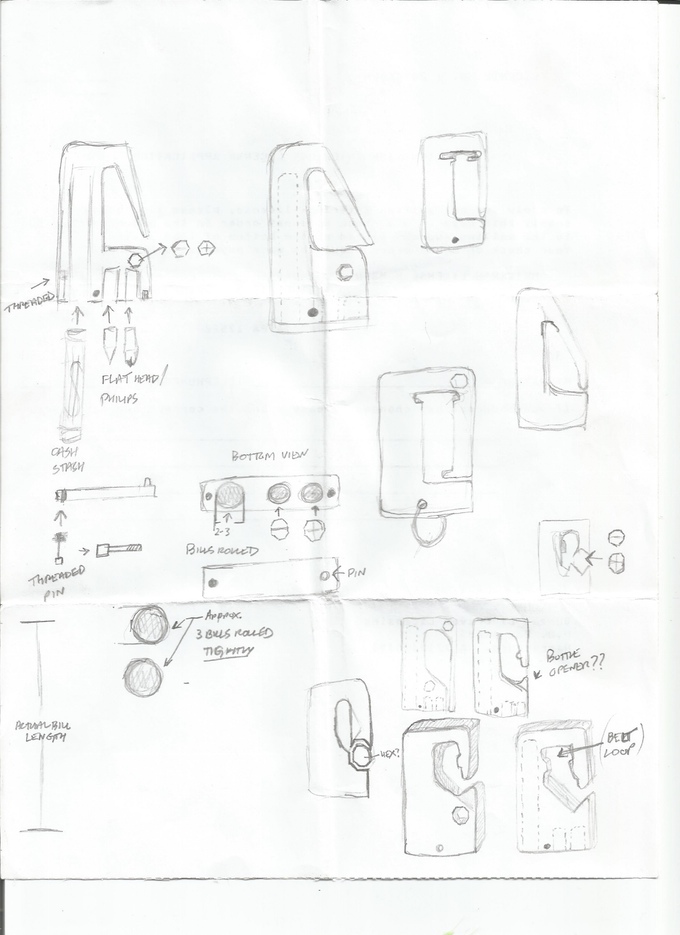 THREADED
FLAT HEAD/
PHILIPS
CASH
STASH
BOTTOM VIEW
2-3
BILLS ROLLED
THREADED
PIN
PIN
APPROX.
3 BILLS ROLLED
TIGHTLY
ACTUAL BILL
LENGTH
BOTTLE
OPENER??
HEX?
(BELT
LOOP)